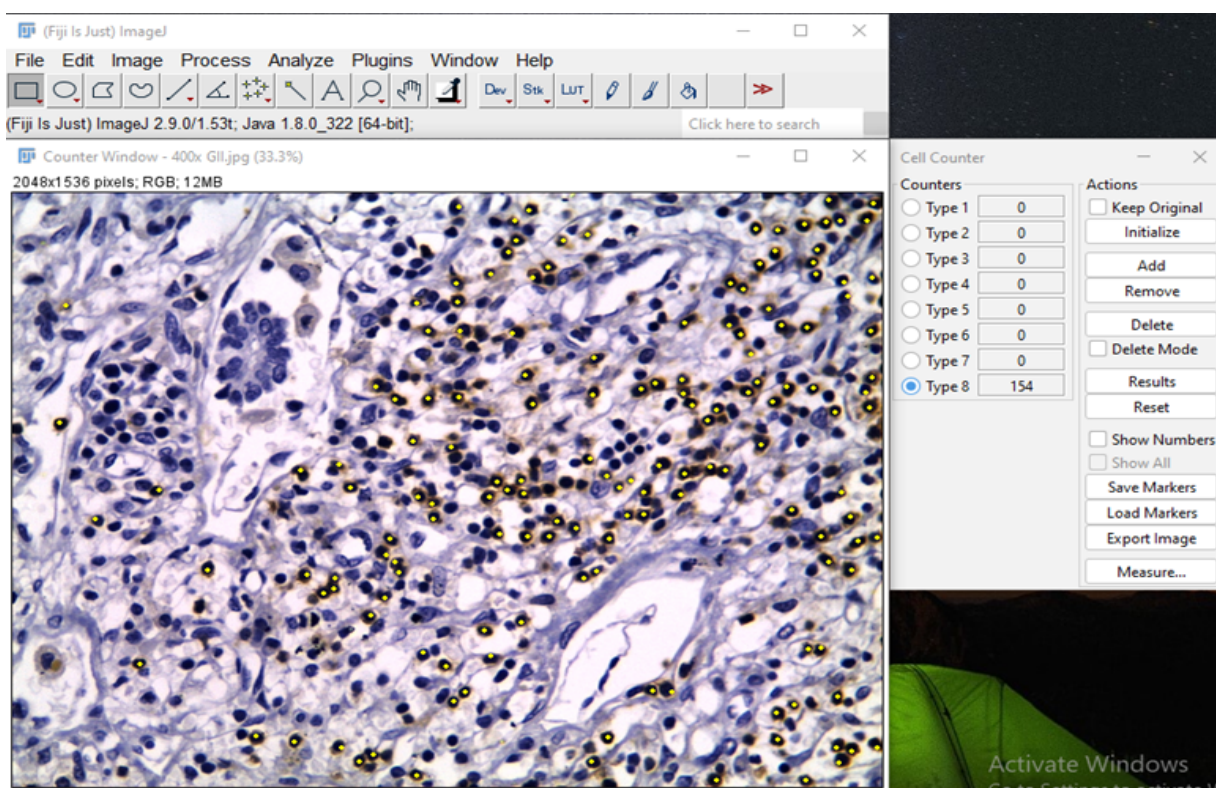 (Fiji Is Just) ImageJ
File Edit Image Process Analyze Plugins Window Help
Dev Stk LUT
(Fiji Is Just) ImageJ 2.9.0/1.53t; Java 1.8.0_322 [64-bit];
Click here to search
Counter Window - 400x GII.jpg (33.3%)
2048x1536 pixels; RGB; 12MB
Cell Counter
Counters
Type 1 0
Type 2 0
Type 3 0
Type 4 0
Type 5 0
Type 6 0
Type 7 0
Type 8 154
Actions
Keep Original
Initialize
Add
Remove
Delete
Delete Mode
Results
Reset
Show Numbers
Show All
Save Markers
Load Markers
Export Image
Measure...
Activate Windows